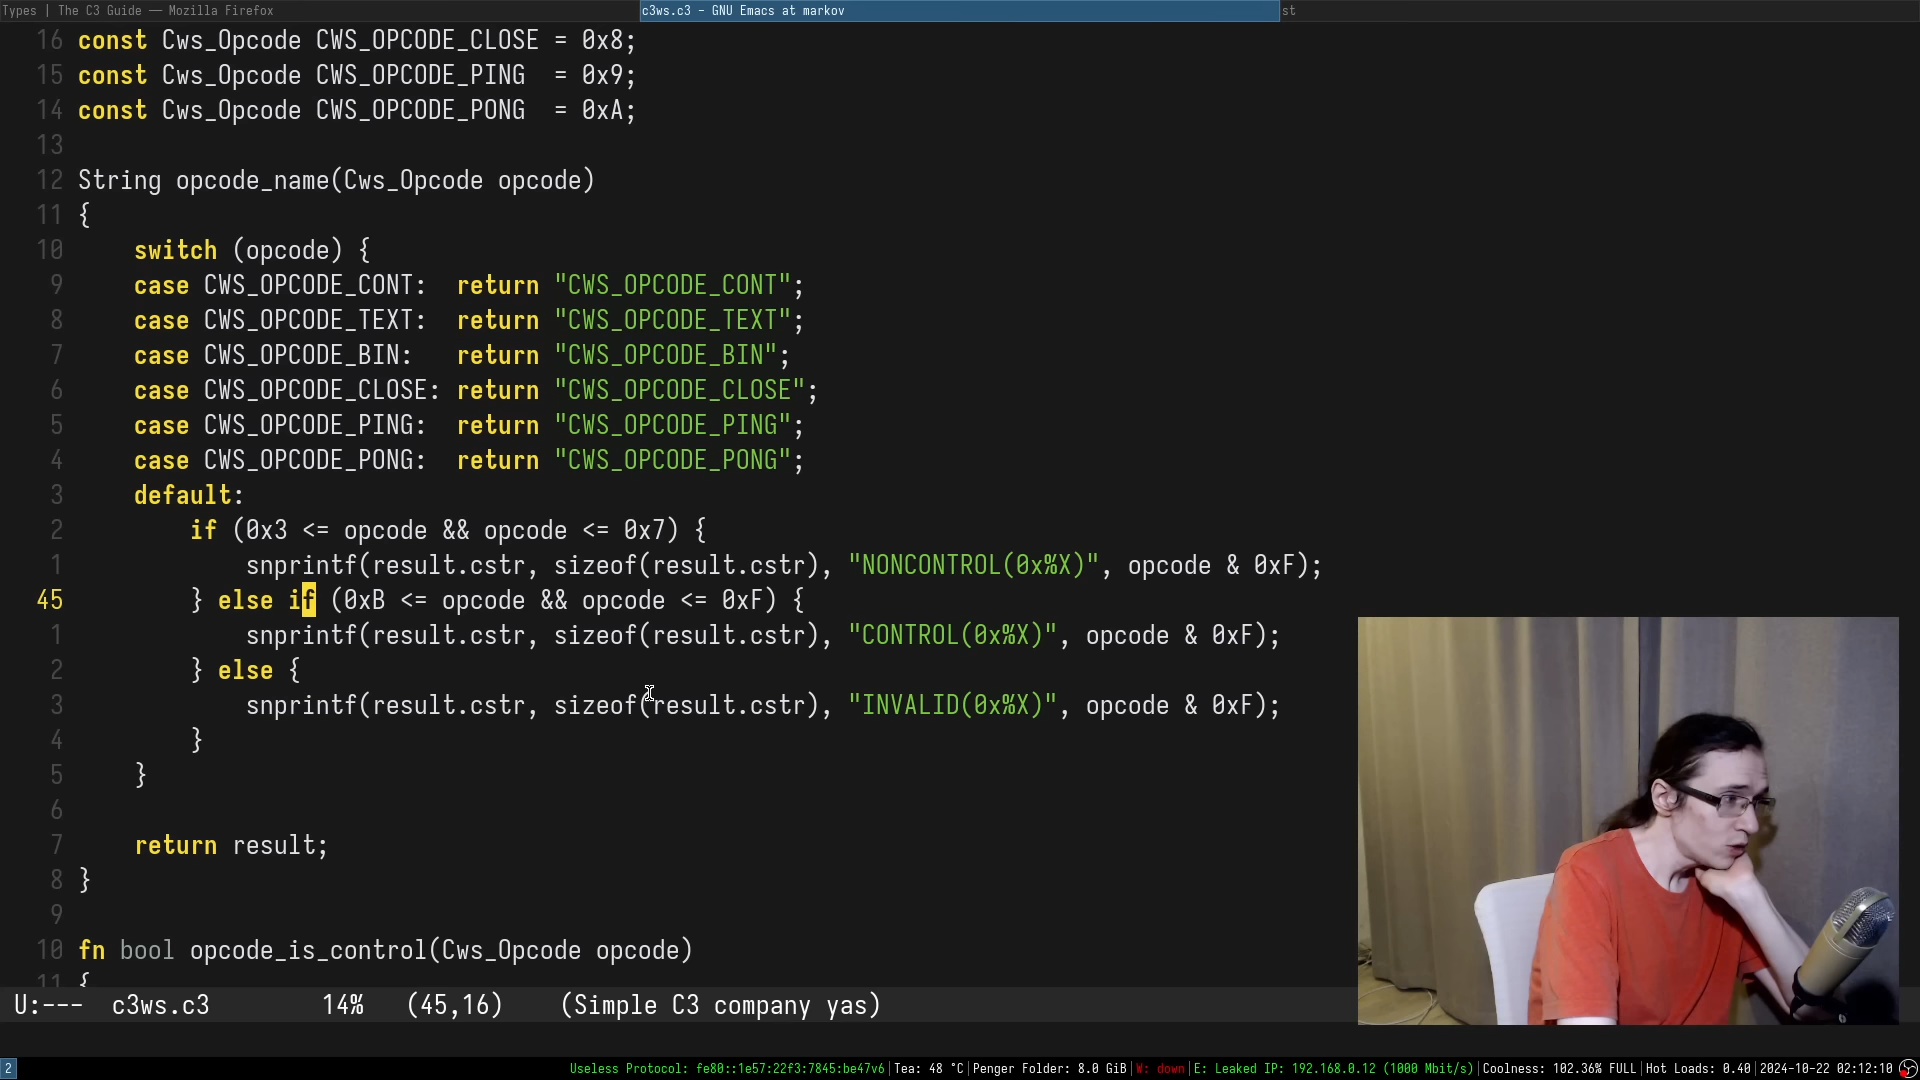 Types | The C3 Guide — Mozilla Firefox
c3ws.c3 - GNU Emacs at markov
st
16 const Cws_Opcode CWS_OPCODE_CLOSE = 0x8;
15 const Cws_Opcode CWS_OPCODE_PING  = 0x9;
14 const Cws_Opcode CWS_OPCODE_PONG  = 0xA;
13
12 String opcode_name(Cws_Opcode opcode)
11 {
10     switch (opcode) {
9     case CWS_OPCODE_CONT:  return "CWS_OPCODE_CONT";
8     case CWS_OPCODE_TEXT:  return "CWS_OPCODE_TEXT";
7     case CWS_OPCODE_BIN:   return "CWS_OPCODE_BIN";
6     case CWS_OPCODE_CLOSE: return "CWS_OPCODE_CLOSE";
5     case CWS_OPCODE_PING:  return "CWS_OPCODE_PING";
4     case CWS_OPCODE_PONG:  return "CWS_OPCODE_PONG";
3     default:
2         if (0x3 <= opcode && opcode <= 0x7) {
1             snprintf(result.cstr, sizeof(result.cstr), "NONCONTROL(0x%X)", opcode & 0xF);
45         } else if (0xB <= opcode && opcode <= 0xF) {
1             snprintf(result.cstr, sizeof(result.cstr), "CONTROL(0x%X)", opcode & 0xF);
2         } else {
3             snprintf(result.cstr, sizeof(result.cstr), "INVALID(0x%X)", opcode & 0xF);
4         }
5     }
6
7     return result;
8 }
9
10 fn bool opcode_is_control(Cws_Opcode opcode)
11 {
U:---  c3ws.c3        14%   (45,16)    (Simple C3 company yas)
2
Useless Protocol: fe80::1e57:22f3:7845:be47v6|Tea: 48 °C|Penger Folder: 8.0 GiB|W: down|E: Leaked IP: 192.168.0.12 (1000 Mbit/s)|Coolness: 102.36% FULL|Hot Loads: 0.40|2024-10-22 02:12:10